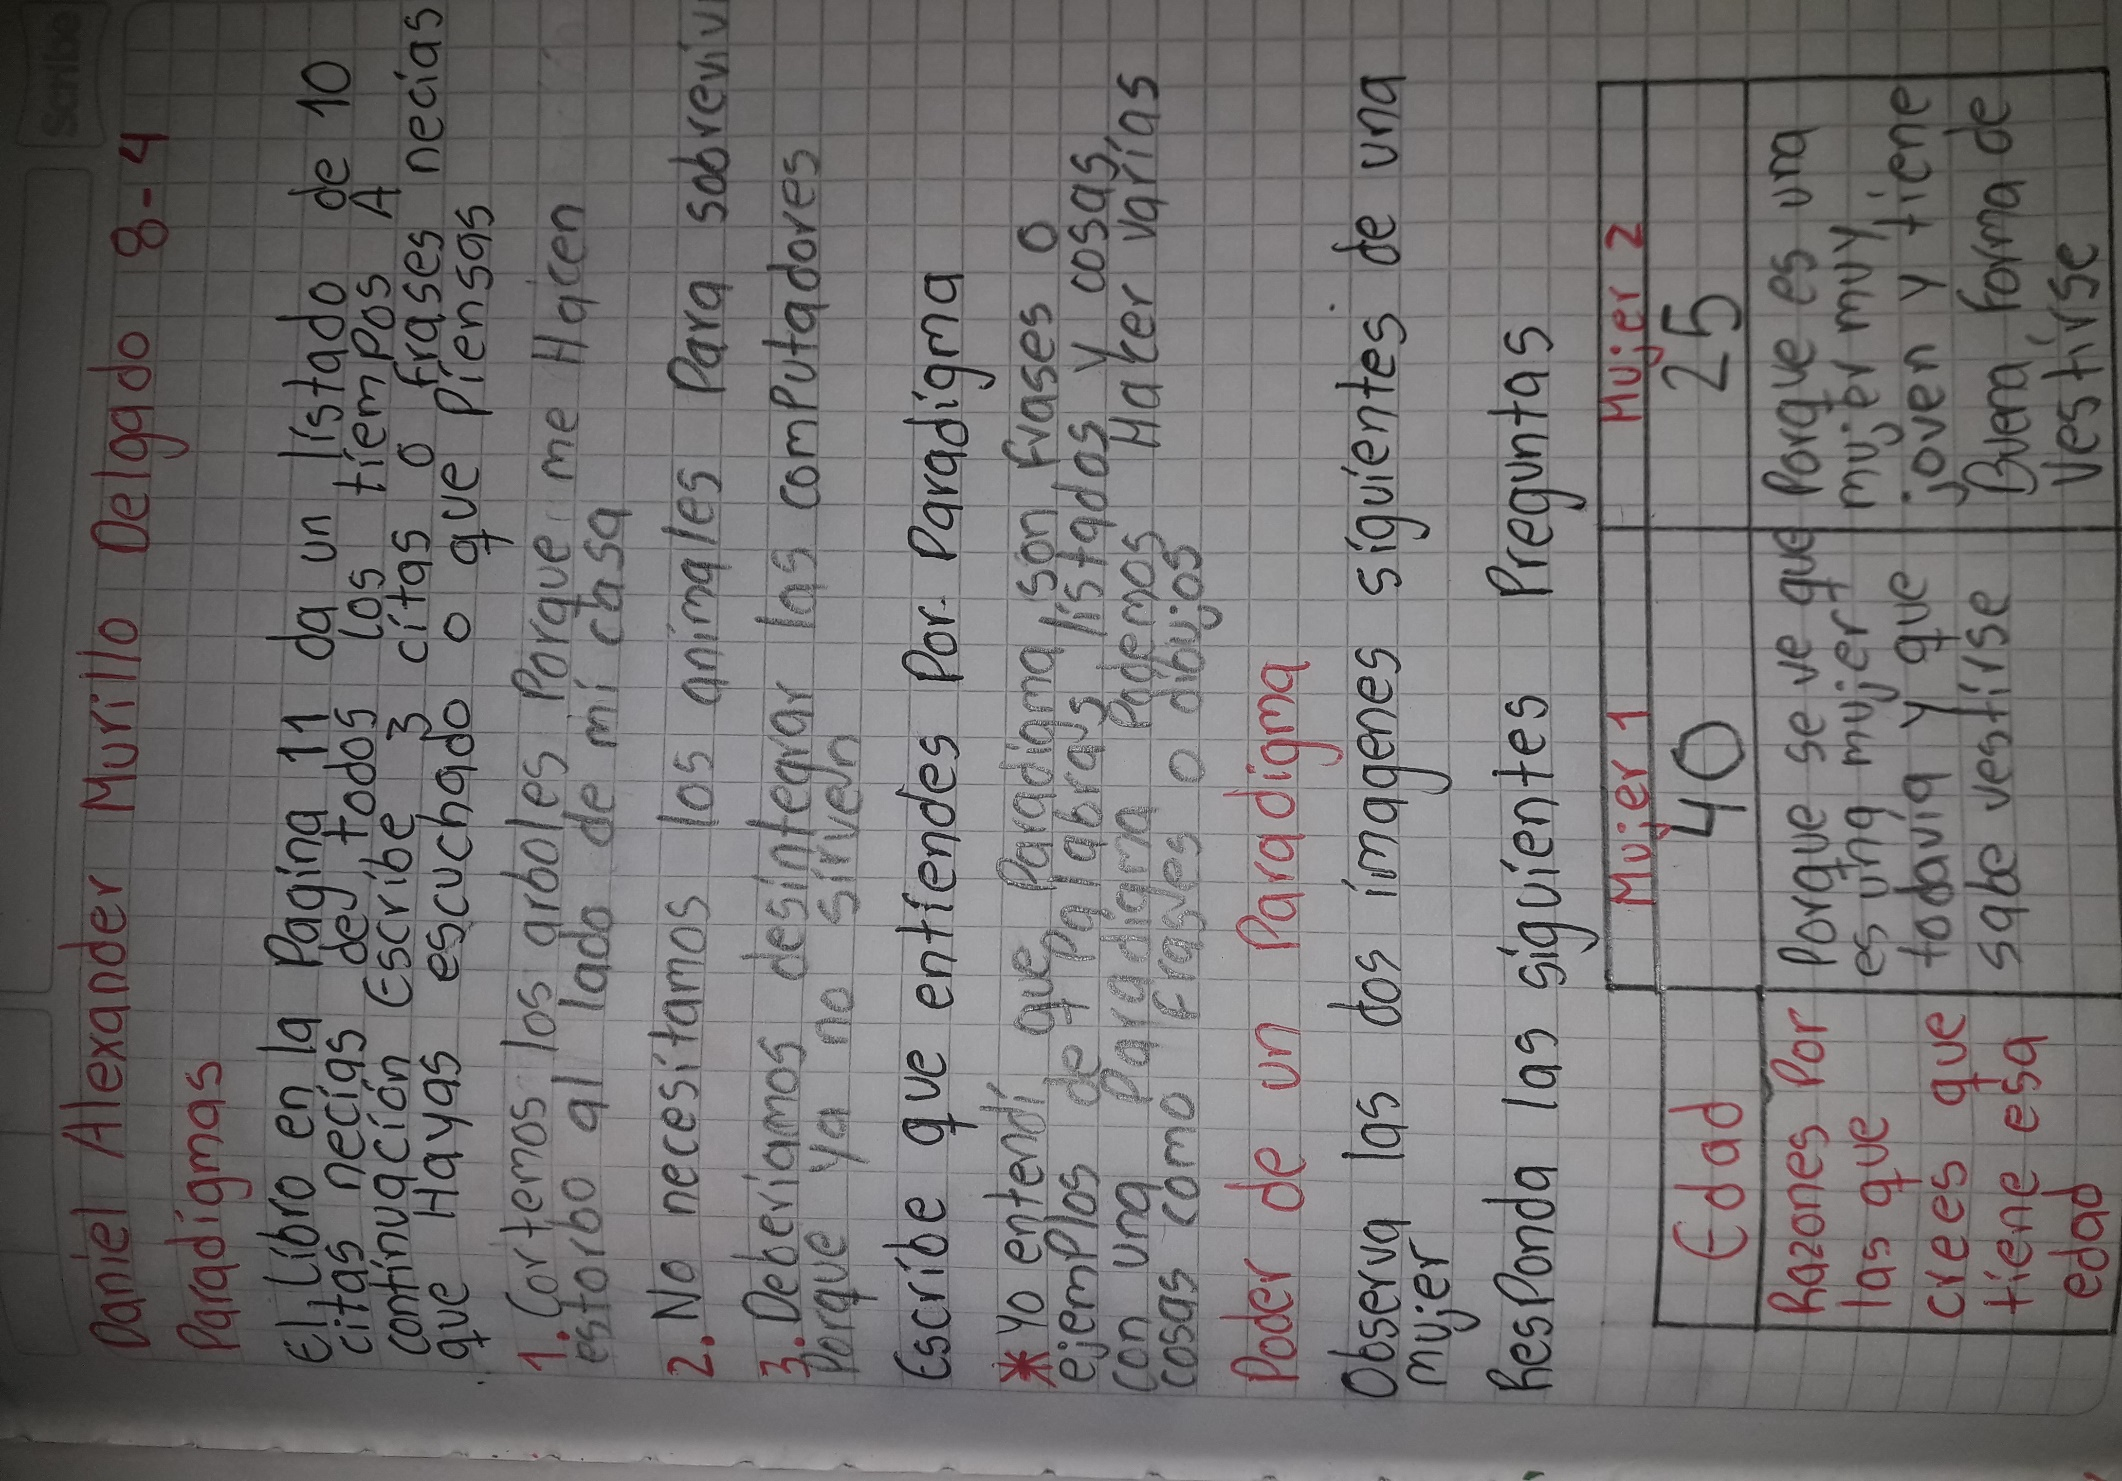 Scribe
Daniel Allexander Murillo Delgado 8-4
Paradigmas
El Libro en la Pagina 11 da un listado de 10
citas necias de todos los tiempos A
continuación Escribe 3 citas o frases necias
que Hayas escuchado o que piensas
1. Cortemos los arboles Porque me Hacen
estorbo al lado de mi casa
2. No necesitamos los animales Para sobrevivi
3. Deberiamos desintegrar las computadores
Porque ya no sirven
Escribe que entiendes Por Paradigma
* Yo entendí que Paradigma son frases o
ejemplos de palabras listadas y cosas,
con una Paradigma Podemos Haker varias
cosas como frasves o dibujos
Poder de un Paradigma
Observa las dos imagenes siguientes de una
mujer
Responda las siguientes Preguntas
Mujer 1 Mujer 2
Edad 40 25
Razones Por Porque se ve que Porque es una
las que es una mujer mujer muy
crees que todavia y que joven y tiene
tiene esa sabe vestirse Buena forma de
edad Vestirse